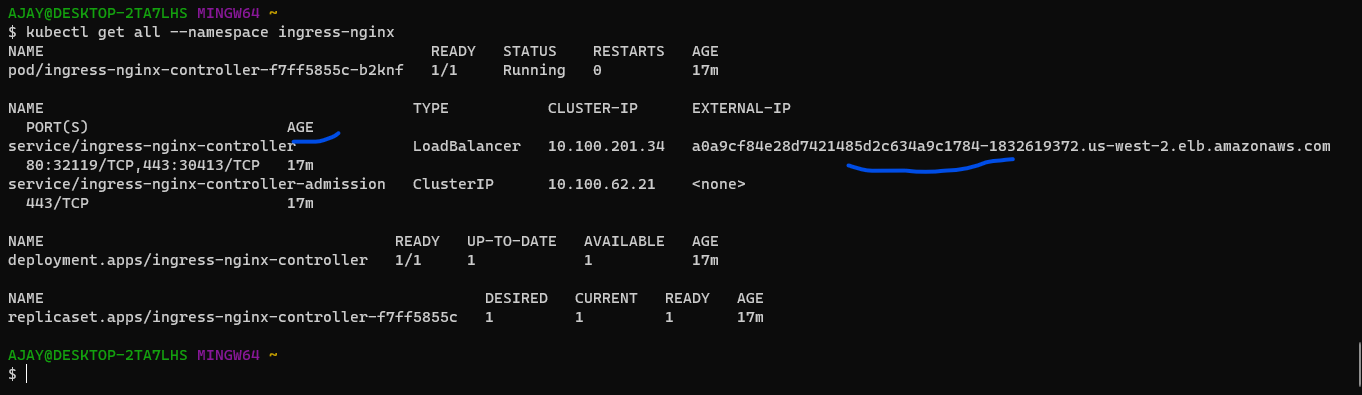 AJAY@DESKTOP-2TA7LHS MINGW64 ~
$ kubectl get all --namespace ingress-nginx
NAME READY STATUS RESTARTS AGE
pod/ingress-nginx-controller-f7ff5855c-b2knf 1/1 Running 0 17m
NAME TYPE CLUSTER-IP EXTERNAL-IP
PORT(S) AGE
service/ingress-nginx-controller LoadBalancer 10.100.201.34 a0a9cf84e28d7421485d2c634a9c1784-1832619372.us-west-2.elb.amazonaws.com
80:32119/TCP,443:30413/TCP 17m
service/ingress-nginx-controller-admission ClusterIP 10.100.62.21 <none>
443/TCP 17m
NAME READY UP-TO-DATE AVAILABLE AGE
deployment.apps/ingress-nginx-controller 1/1 1 1 17m
NAME DESIRED CURRENT READY AGE
replicaset.apps/ingress-nginx-controller-f7ff5855c 1 1 1 17m
AJAY@DESKTOP-2TA7LHS MINGW64 ~
$